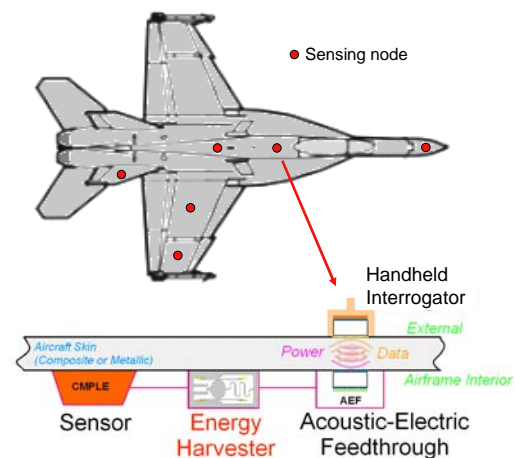 Sensing node
Handheld
Interrogator
External
Aircraft Skin
(Composite or Metallic)
Power
Data
Airframe Interior
CMPLE
AEF
Sensor
Energy
Harvester
Acoustic-Electric
Feedthrough